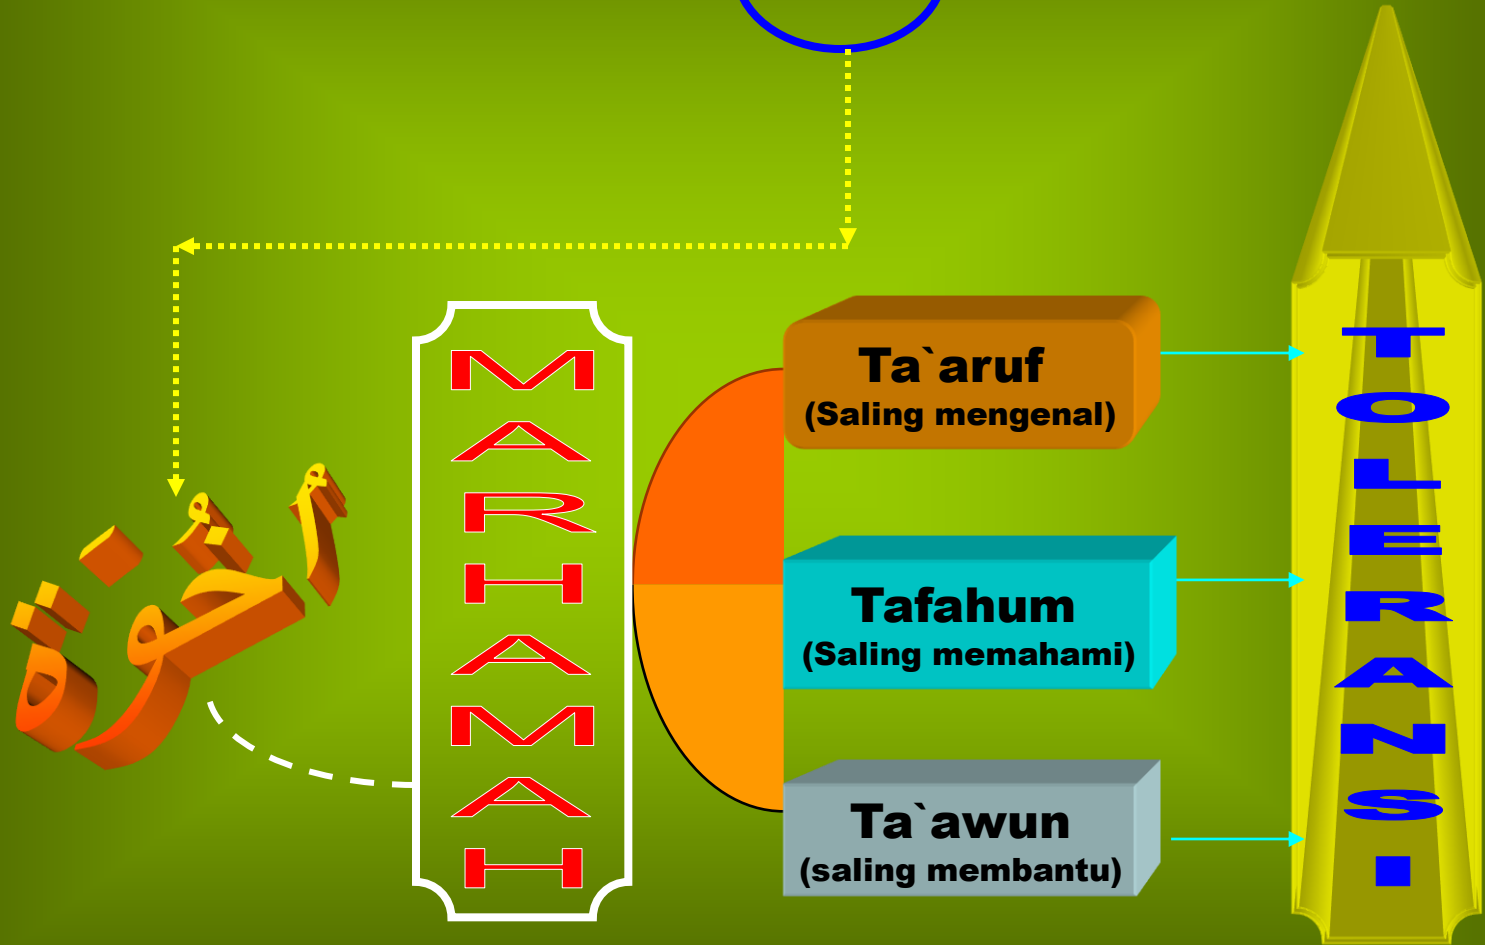 أُخُوَة
MARHAMAH
Ta`aruf
(Saling mengenal)
Tafahum
(Saling memahami)
Ta`awun
(saling membantu)
TOLERANSI